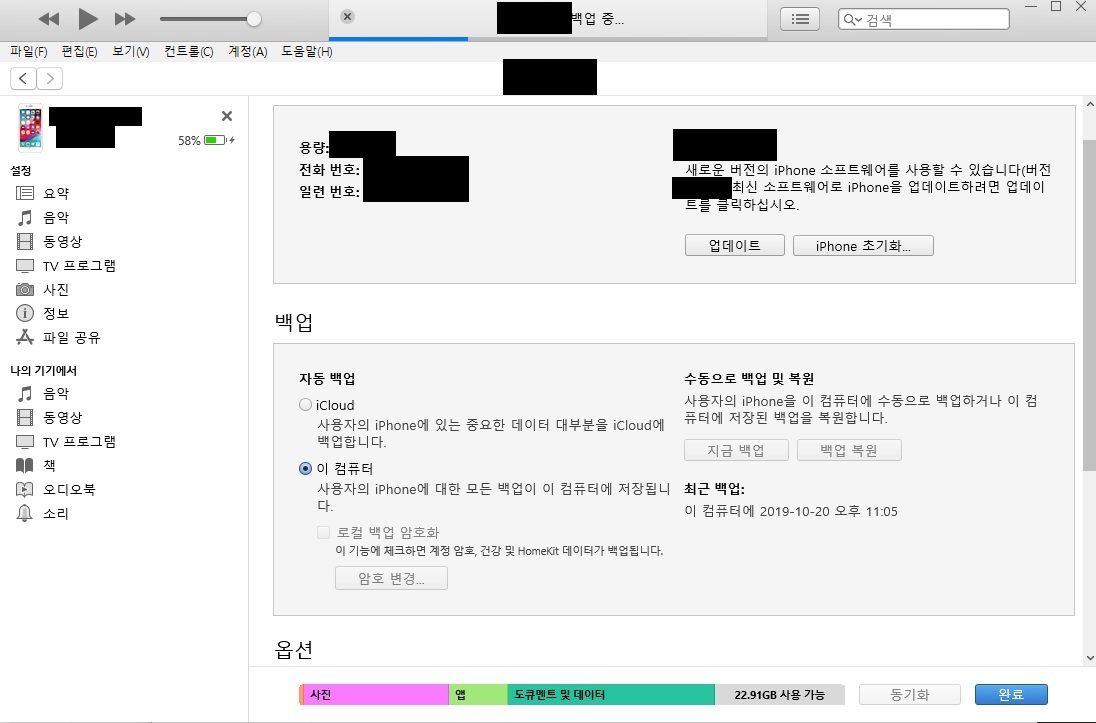 백업 중...
검색
파일(F) 편집(E) 보기(V) 컨트롤(C) 계정(A) 도움말(H)
58%
설정
요약
음악
동영상
TV 프로그램
사진
정보
파일 공유
나의 기기에서
음악
동영상
TV 프로그램
책
오디오북
소리
용량:
전화 번호:
일련 번호:
새로운 버전의 iPhone 소프트웨어를 사용할 수 있습니다(버전
최신 소프트웨어로 iPhone을 업데이트하려면 업데이
트를 클릭하십시오.
업데이트
iPhone 초기화...
백업
자동 백업
iCloud
사용자의 iPhone에 있는 중요한 데이터 대부분을 iCloud에
백업합니다.
이 컴퓨터
사용자의 iPhone에 대한 모든 백업이 이 컴퓨터에 저장됩니
다.
로컬 백업 암호화
이 기능에 체크하면 계정 암호, 건강 및 HomeKit 데이터가 백업됩니다.
암호 변경...
수동으로 백업 및 복원
사용자의 iPhone을 이 컴퓨터에 수동으로 백업하거나 이 컴
퓨터에 저장된 백업을 복원합니다.
지금 백업
백업 복원
최근 백업:
이 컴퓨터에 2019-10-20 오후 11:05
옵션
사진
앱
도큐멘트 및 데이터
22.91GB 사용 가능
동기화
완료